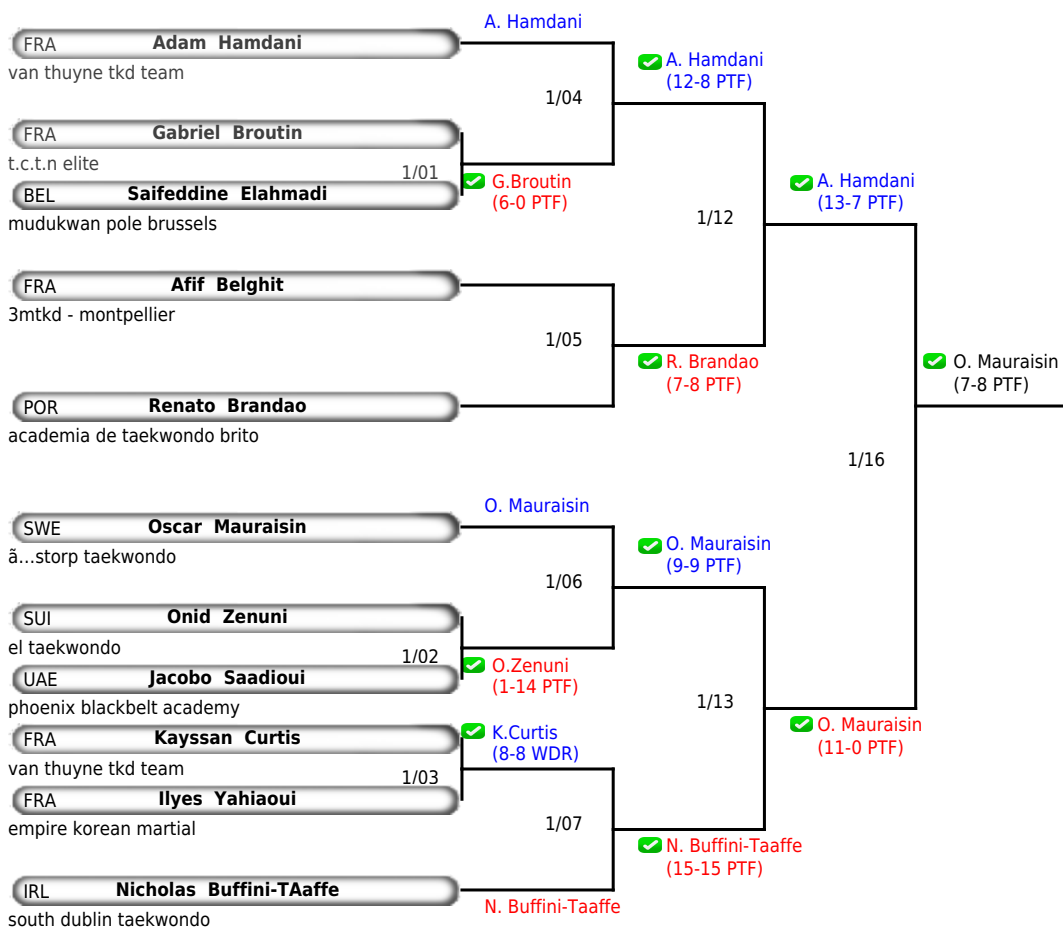 A. Hamdani
FRA Adam Hamdani
van thuyne tkd team
A. Hamdani
(12-8 PTF)
1/04
FRA Gabriel Broutin
t.c.t.n elite
1/01
G.Broutin
(6-0 PTF)
BEL Saifeddine Elahmadi
mudukwan pole brussels
A. Hamdani
(13-7 PTF)
1/12
FRA Afif Belghit
3mtkd - montpellier
1/05
R. Brandao
(7-8 PTF)
O. Mauraisin
(7-8 PTF)
POR Renato Brandao
academia de taekwondo brito
1/16
O. Mauraisin
SWE Oscar Mauraisin
ã...storp taekwondo
O. Mauraisin
(9-9 PTF)
1/06
SUI Onid Zenuni
el taekwondo
1/02
O.Zenuni
(1-14 PTF)
UAE Jacobo Saadioui
phoenix blackbelt academy
1/13
O. Mauraisin
(11-0 PTF)
FRA Kayssan Curtis
van thuyne tkd team
K.Curtis
(8-8 WDR)
1/03
FRA Ilyes Yahiaoui
empire korean martial
1/07
N. Buffini-Taaffe
(15-15 PTF)
IRL Nicholas Buffini-TAaffe
south dublin taekwondo
N. Buffini-Taaffe